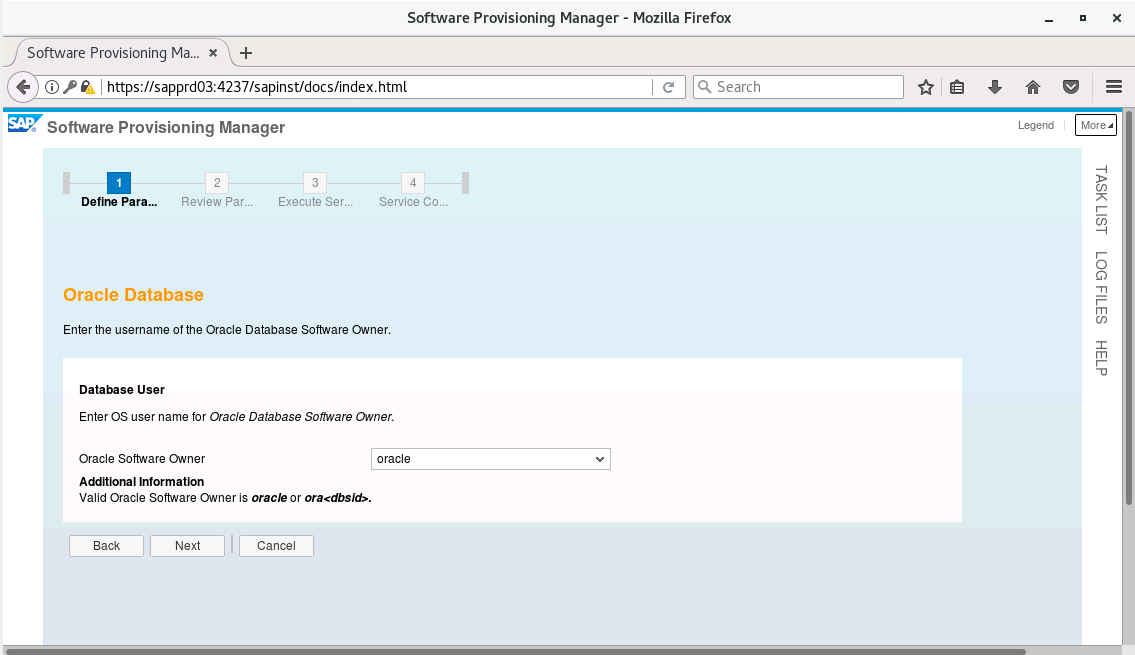 Software Provisioning Manager - Mozilla Firefox
Software Provisioning Ma...
https://sapprd03:4237/sapinst/docs/index.html
Search
SAP Software Provisioning Manager
Legend
More
1 2 3 4
Define Para... Review Par... Execute Ser... Service Co...
TASK LIST
LOG FILES
HELP
Oracle Database
Enter the username of the Oracle Database Software Owner.
Database User
Enter OS user name for Oracle Database Software Owner.
Oracle Software Owner oracle
Additional Information
Valid Oracle Software Owner is oracle or ora<dbsid>.
Back Next Cancel